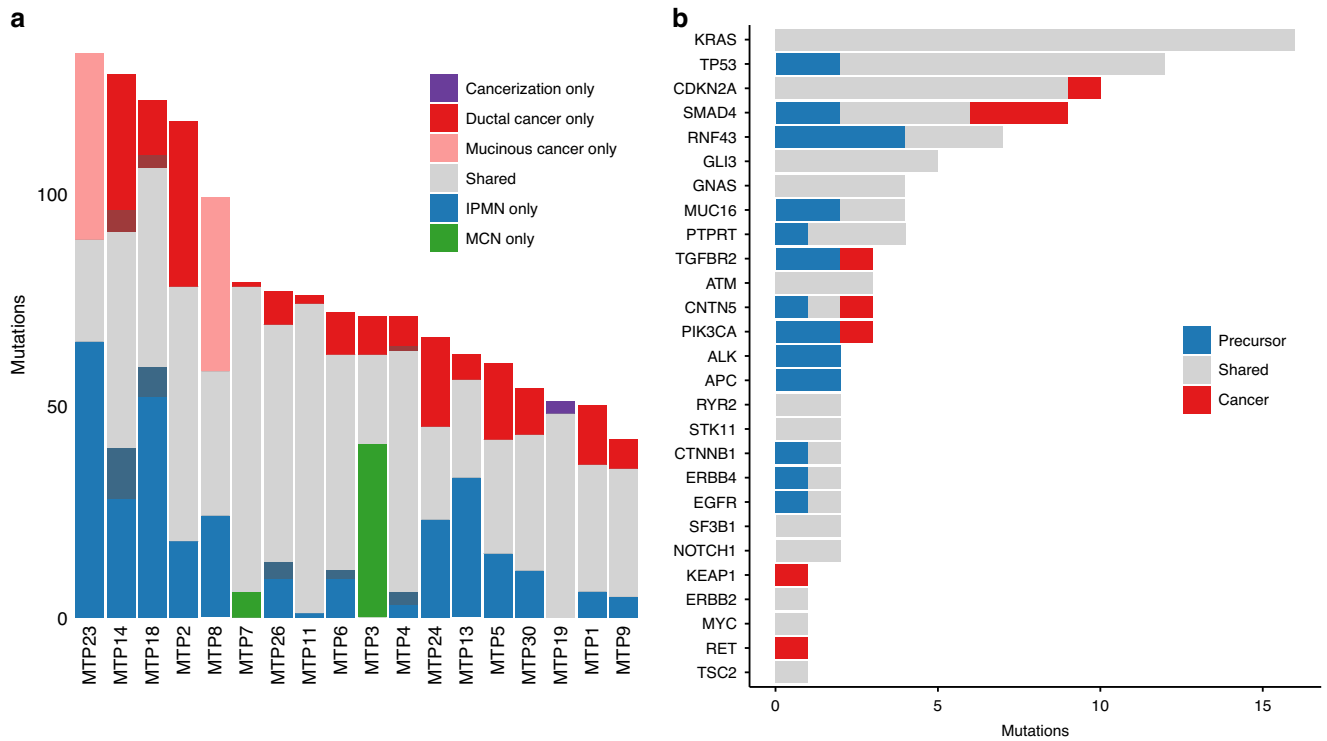 a
Mutations
100
50
0
Cancerization only
Ductal cancer only
Mucinous cancer only
Shared
IPMN only
MCN only
MTP23
MTP14
MTP18
MTP2
MTP8
MTP7
MTP26
MTP11
MTP6
MTP3
MTP4
MTP24
MTP13
MTP5
MTP30
MTP19
MTP1
MTP9
b
KRAS
TP53
CDKN2A
SMAD4
RNF43
GLI3
GNAS
MUC16
PTPRT
TGFBR2
ATM
CNTN5
PIK3CA
ALK
APC
RYR2
STK11
CTNNB1
ERBB4
EGFR
SF3B1
NOTCH1
KEAP1
ERBB2
MYC
RET
TSC2
Precursor
Shared
Cancer
0 5 10 15
Mutations